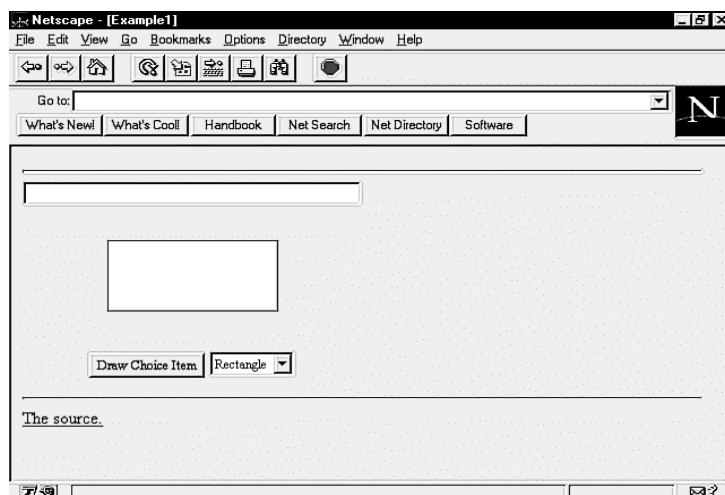 Netscape - [Example1]
File Edit View Go Bookmarks Options Directory Window Help
Go to:
N
What's New! What's Cool! Handbook Net Search Net Directory Software
Draw Choice Item Rectangle
The source.